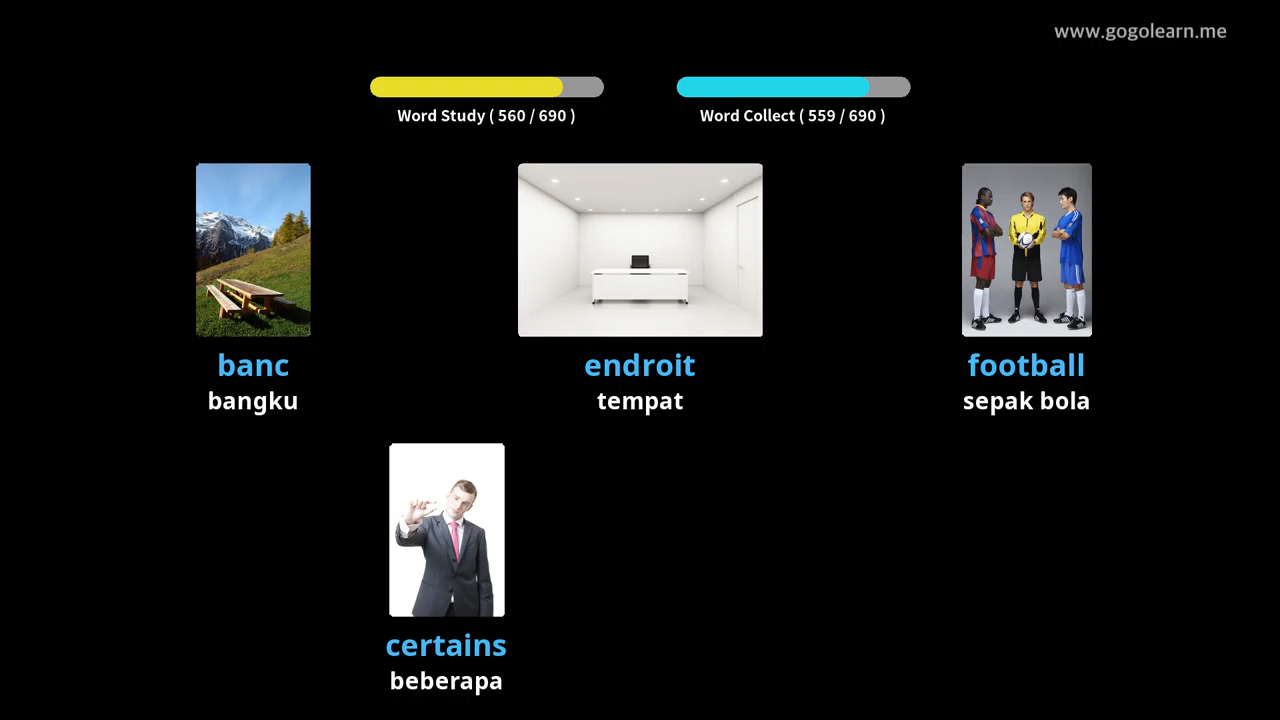 www.gogolearn.me
Word Study ( 560 / 690 )
Word Collect ( 559 / 690 )
banc
bangku
endroit
tempat
football
sepak bola
certains
beberapa